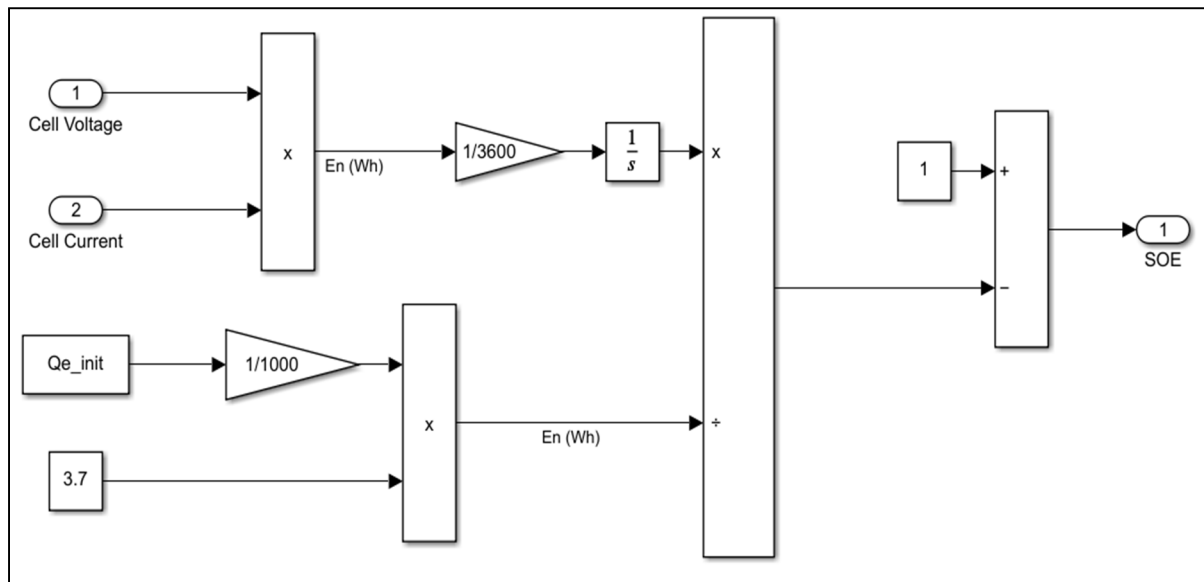 1
Cell Voltage
2
Cell Current
x
En (Wh)
1/3600
1
s
x
÷
1
+
−
1
SOE
Qe_init
1/1000
3.7
x
En (Wh)